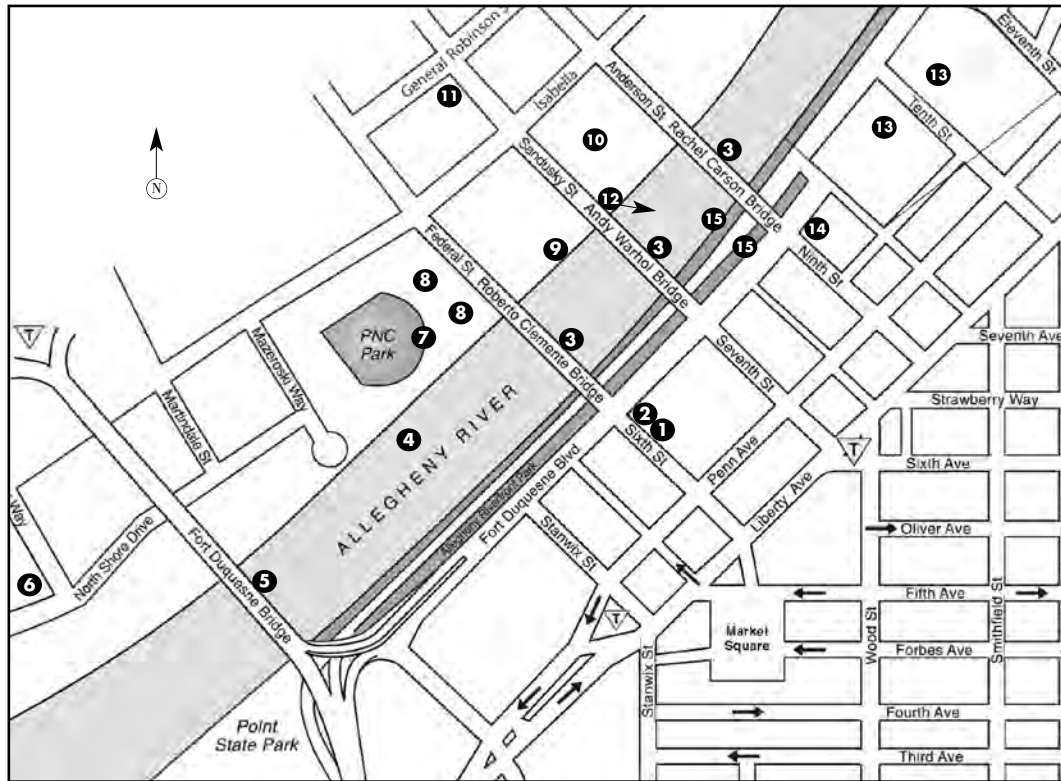 General Robinson S
Eleventh St
13
11
Isabella
Anderson St
Rachel Carson Bridge
3
Tenth St
13
10
N
Sandusky St
Andy Warhol Bridge
12
3
15
15
14
Ninth St
9
Federal St
Roberto Clemente Bridge
8
8
3
7
PNC
Park
Mazeroski Way
T
Martindale St
Seventh Ave
Seventh St
Strawberry Way
2
1
Sixth St
Penn Ave
T
Sixth Ave
Liberty Ave
4
ALLEGHENY RIVER
Allegheny Riverfront Park
Fort Duquesne Blvd
Stanwix St
Oliver Ave
Way
North Shore Drive
6
5
Fort Duquesne Bridge
Fifth Ave
T
Market
Square
Wood St
Smithfield St
Forbes Ave
Stanwix St
Point
State Park
Fourth Ave
Third Ave